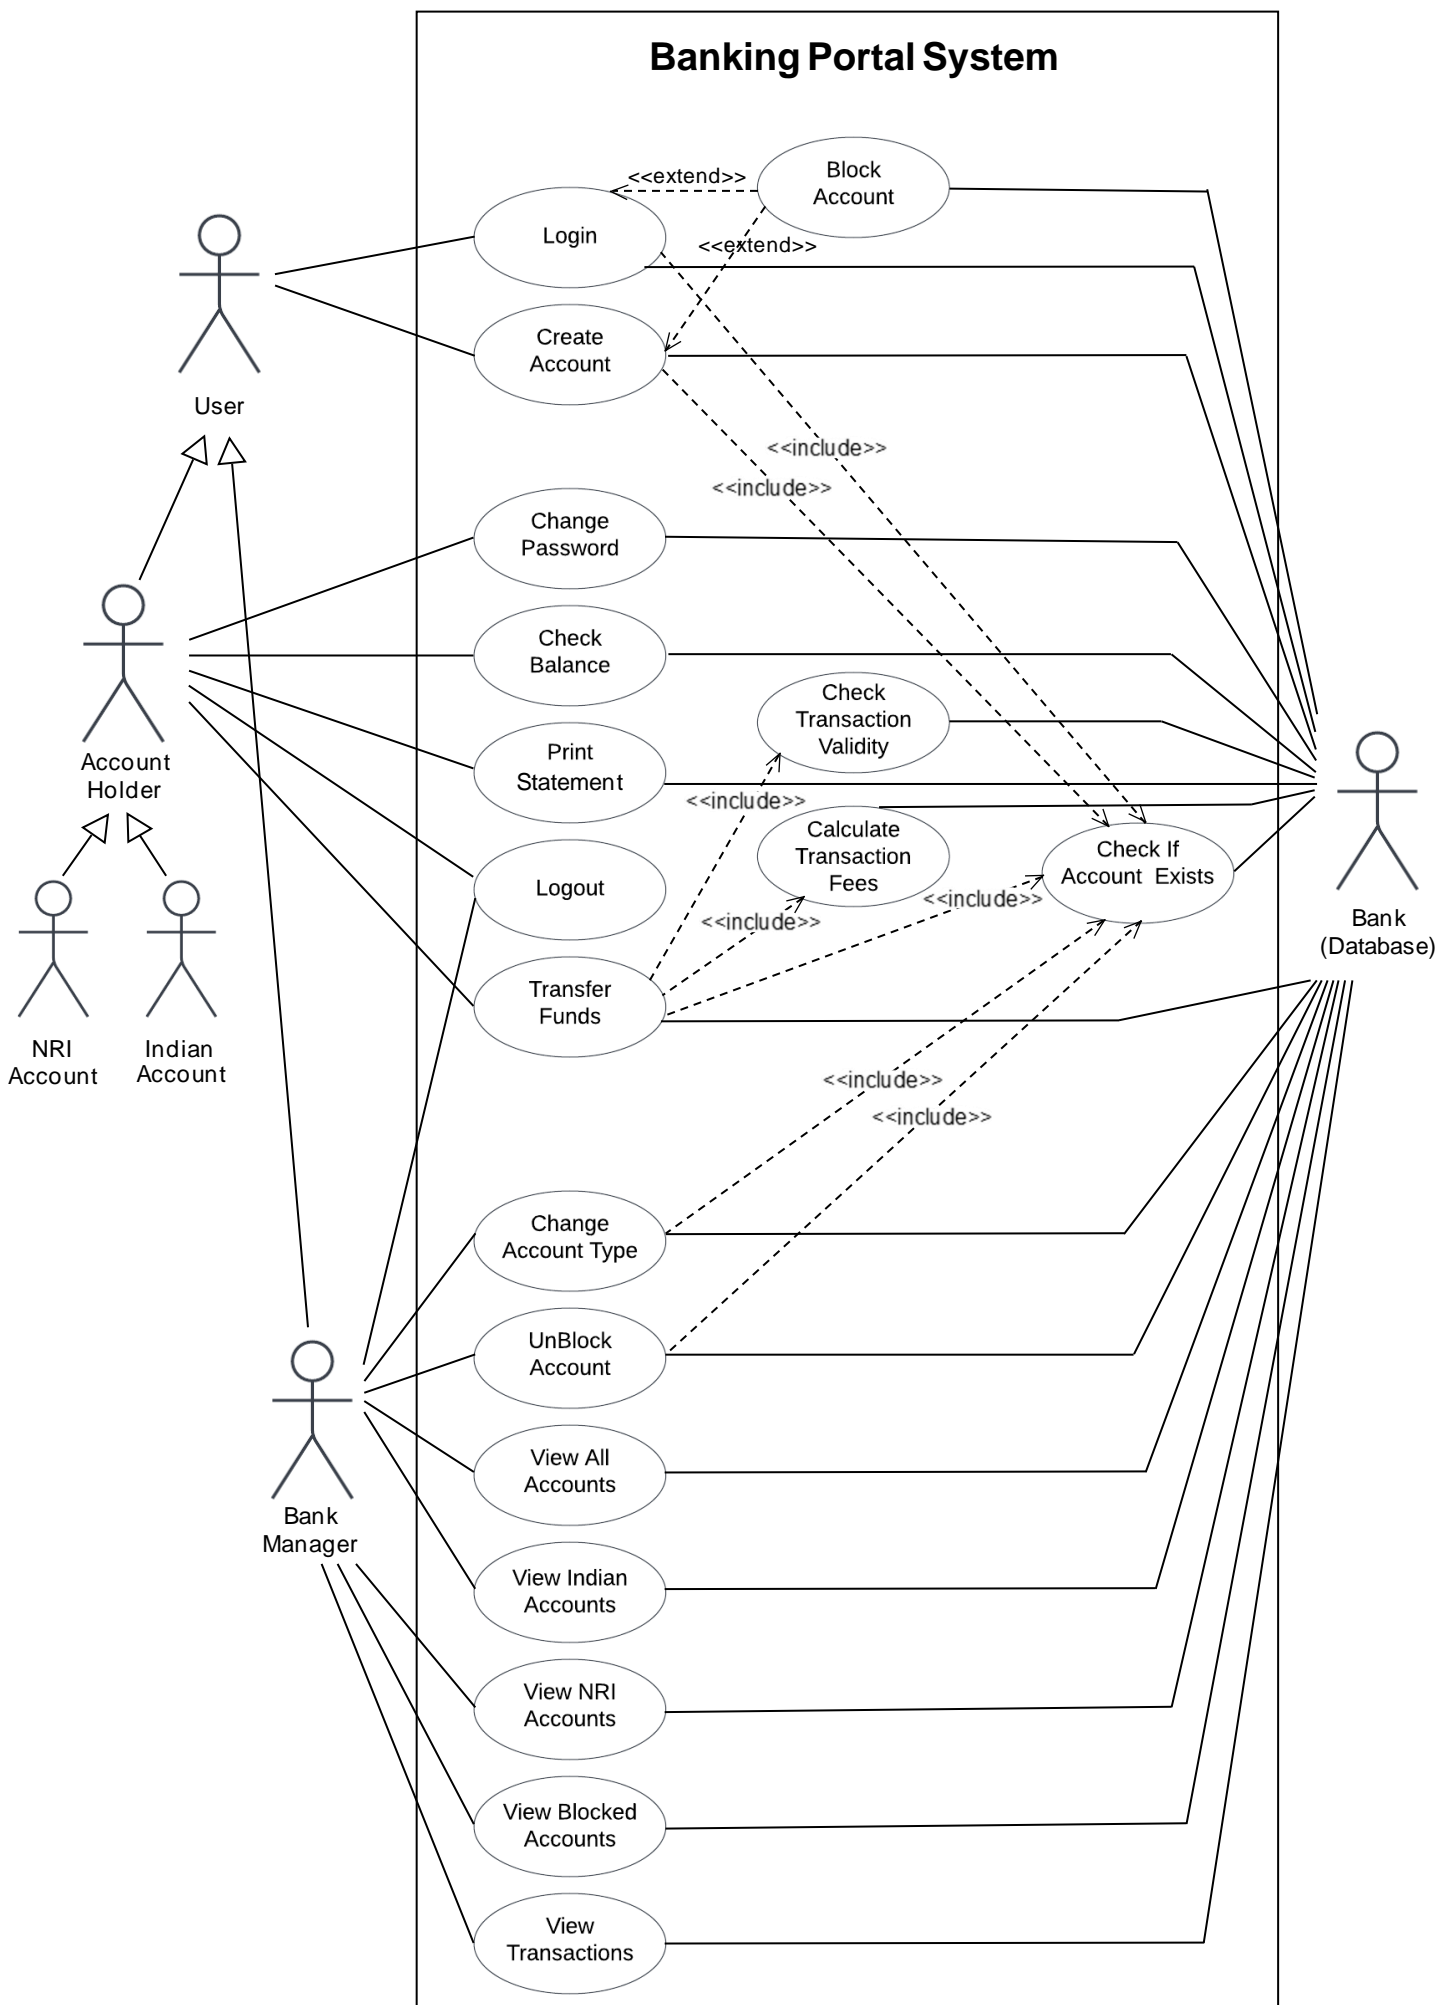 Banking Portal System
<<extend>>
Block
Account
Login
<<extend>>
Create
Account
User
<<include>>
<<include>>
Change
Password
Check
Balance
Check
Transaction
Validity
Account
Holder
Print
Statement
<<include>>
Calculate
Transaction
Fees
Check If
Account Exists
Logout
<<include>>
<<include>>
Bank
(Database)
Transfer
Funds
NRI
Account
Indian
Account
<<include>>
<<include>>
Change
Account Type
UnBlock
Account
View All
Accounts
Bank
Manager
View Indian
Accounts
View NRI
Accounts
View Blocked
Accounts
View
Transactions